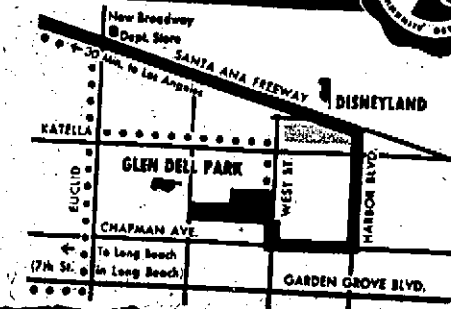 New Broadway
Dept. Store
← 30 Min. to Los Angeles
SANTA ANA FREEWAY
DISNEYLAND
KATELLA
GLEN DELL PARK
EUCLID
WEST ST.
HARBOR BLVD.
CHAPMAN AVE.
← To Long Beach
(7th St. in Long Beach)
GARDEN GROVE BLVD.